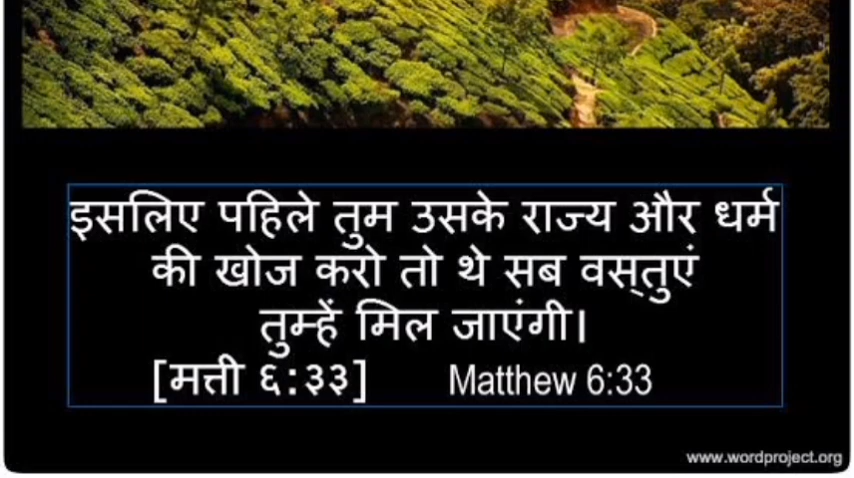 इसलिए पहिले तुम उसके राज्य और धर्म
की खोज करो तो थे सब वस्‌तुएं
तुम्हें मिल जाएंगी।
[मत्ती ६:३३] Matthew 6:33
www.wordproject.org